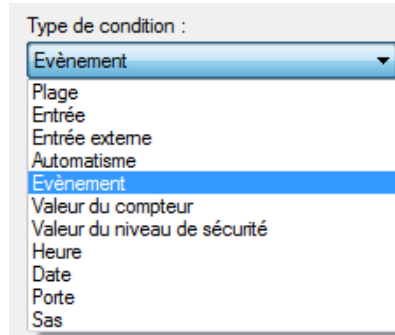 Type de condition :
Evènement
Plage
Entrée
Entrée externe
Automatisme
Evènement
Valeur du compteur
Valeur du niveau de sécurité
Heure
Date
Porte
Sas